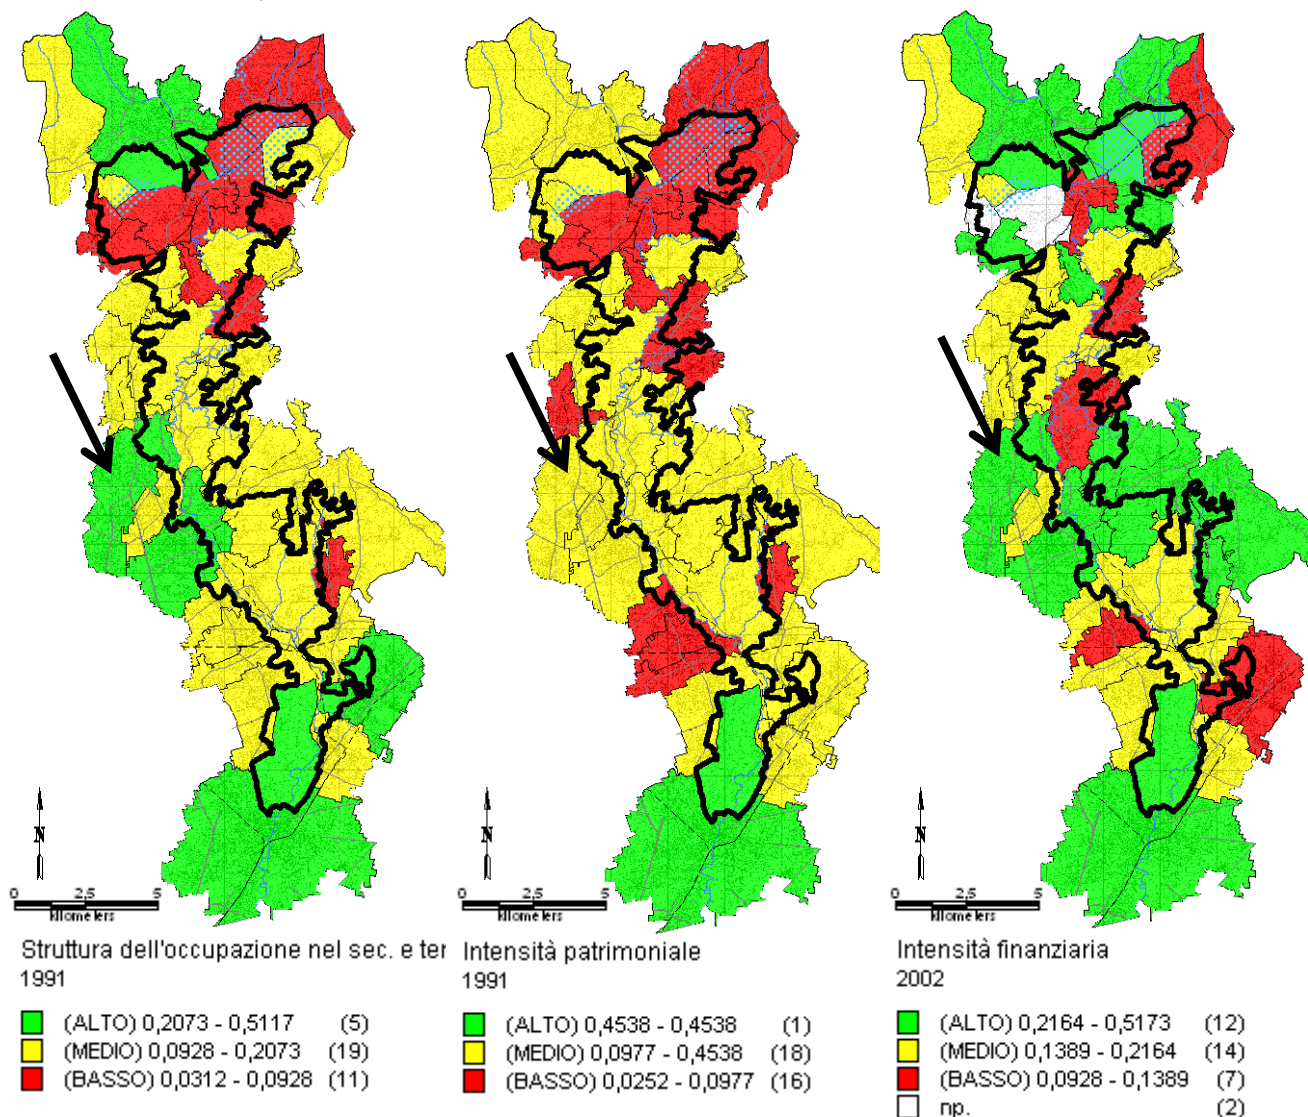 N
0 2,5 5
kilometers
Struttura dell'occupazione nel sec. e ter
1991
(ALTO) 0,2073 - 0,5117 (5)
(MEDIO) 0,0928 - 0,2073 (19)
(BASSO) 0,0312 - 0,0928 (11)
N
0 2,5 5
kilometers
Intensità patrimoniale
1991
(ALTO) 0,4538 - 0,4538 (1)
(MEDIO) 0,0977 - 0,4538 (18)
(BASSO) 0,0252 - 0,0977 (16)
N
0 2,5 5
kilometers
Intensità finanziaria
2002
(ALTO) 0,2164 - 0,5173 (12)
(MEDIO) 0,1389 - 0,2164 (14)
(BASSO) 0,0928 - 0,1389 (7)
np. (2)